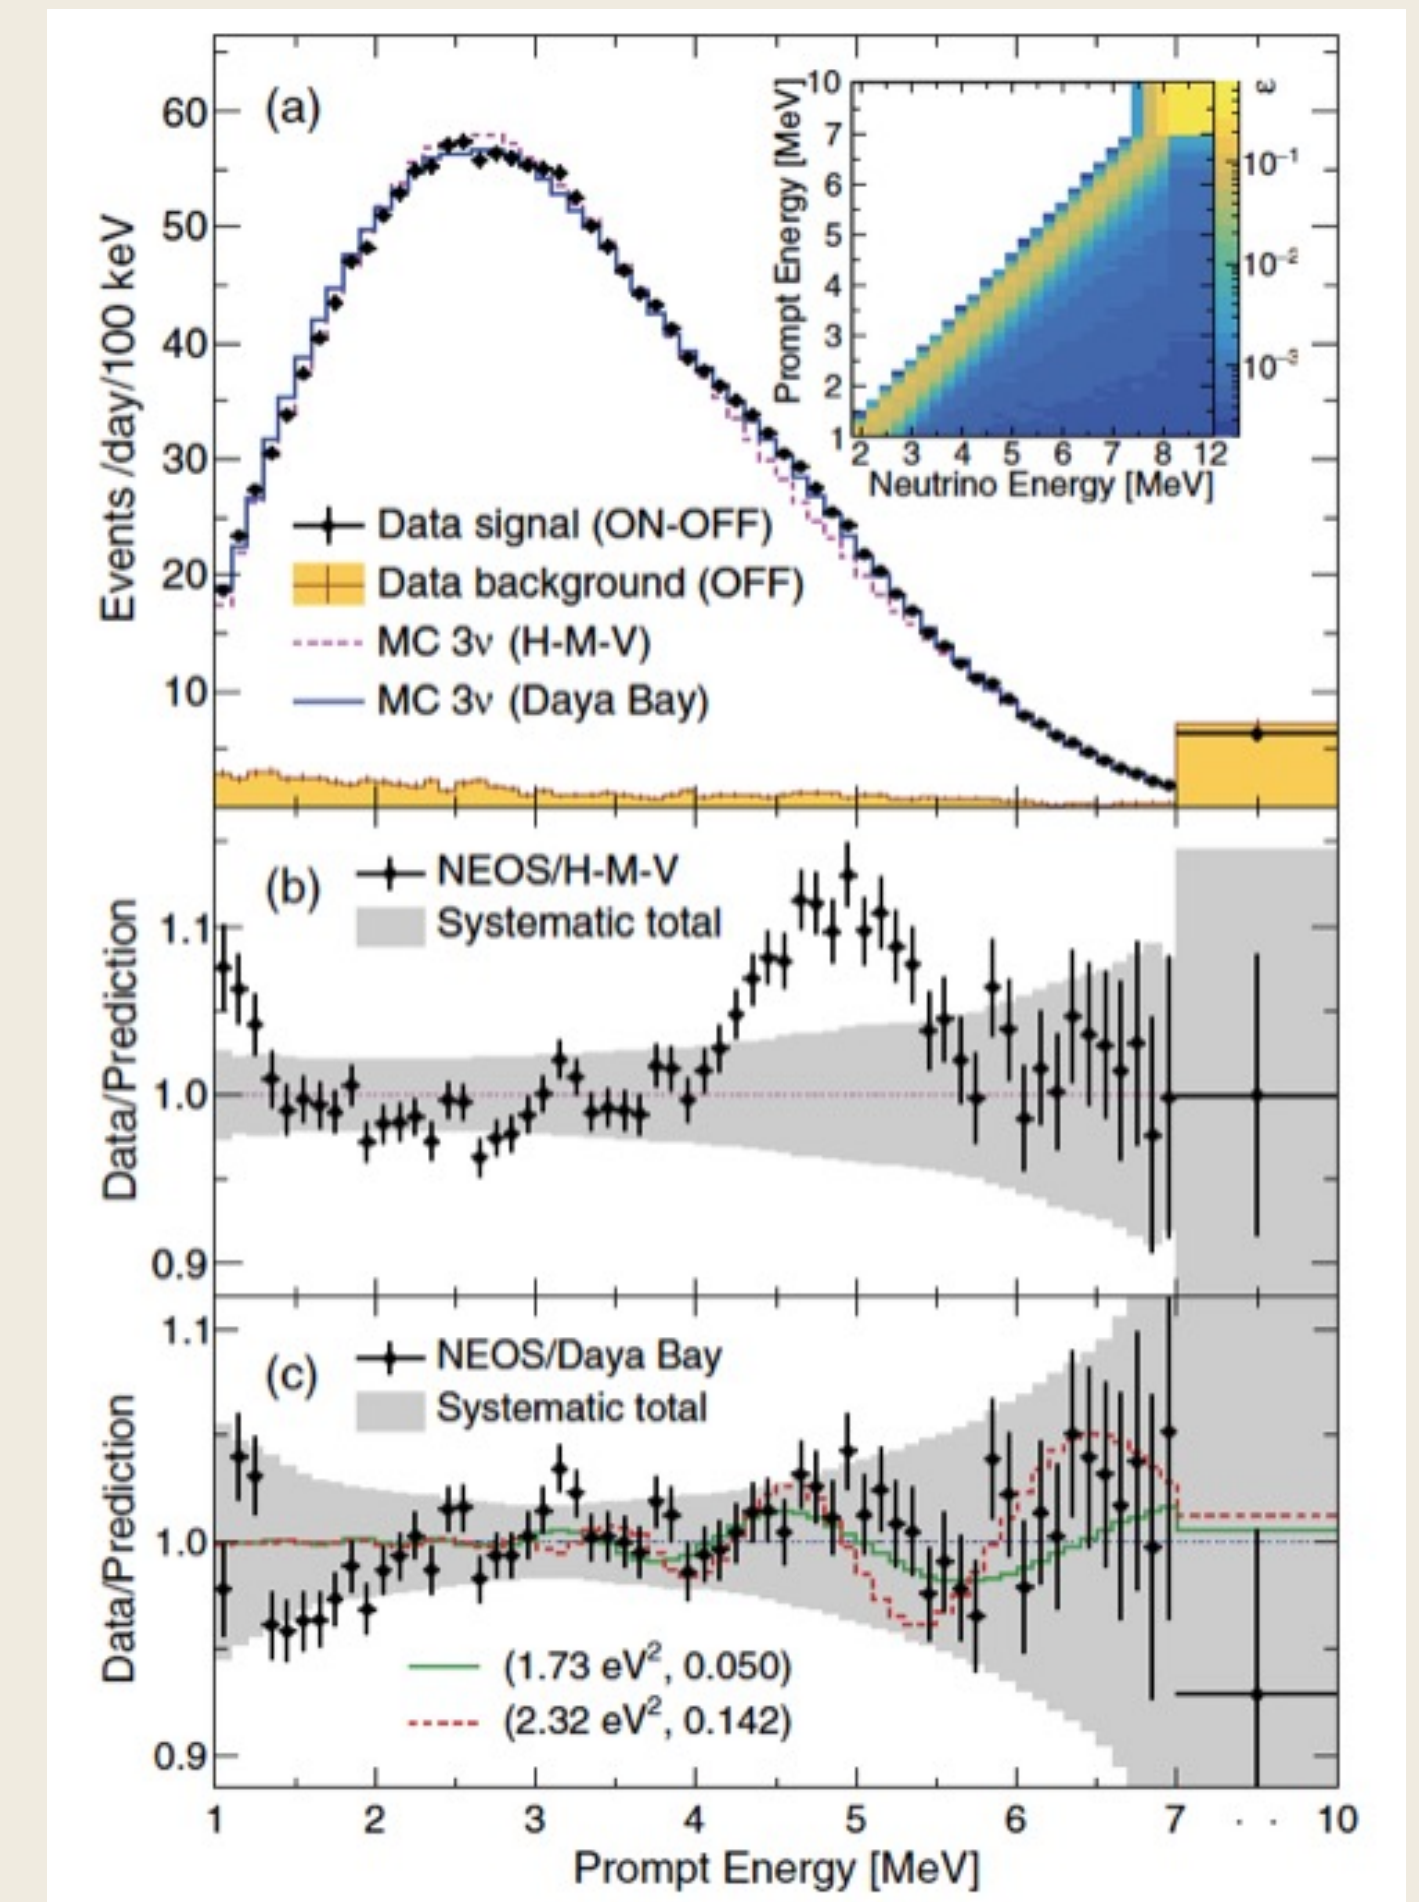 (a)
Events /day/100 keV
60
50
40
30
20
10
Data signal (ON-OFF)
Data background (OFF)
MC 3ν (H-M-V)
MC 3ν (Daya Bay)
Prompt Energy [MeV]
10
7
6
5
4
3
2
1
2 3 4 5 6 7 8 12
Neutrino Energy [MeV]
ε
10⁻¹
10⁻²
10⁻³
(b)
NEOS/H-M-V
Systematic total
Data/Prediction
1.1
1.0
0.9
(c)
NEOS/Daya Bay
Systematic total
Data/Prediction
1.1
1.0
0.9
(1.73 eV², 0.050)
(2.32 eV², 0.142)
1 2 3 4 5 6 7 · · 10
Prompt Energy [MeV]